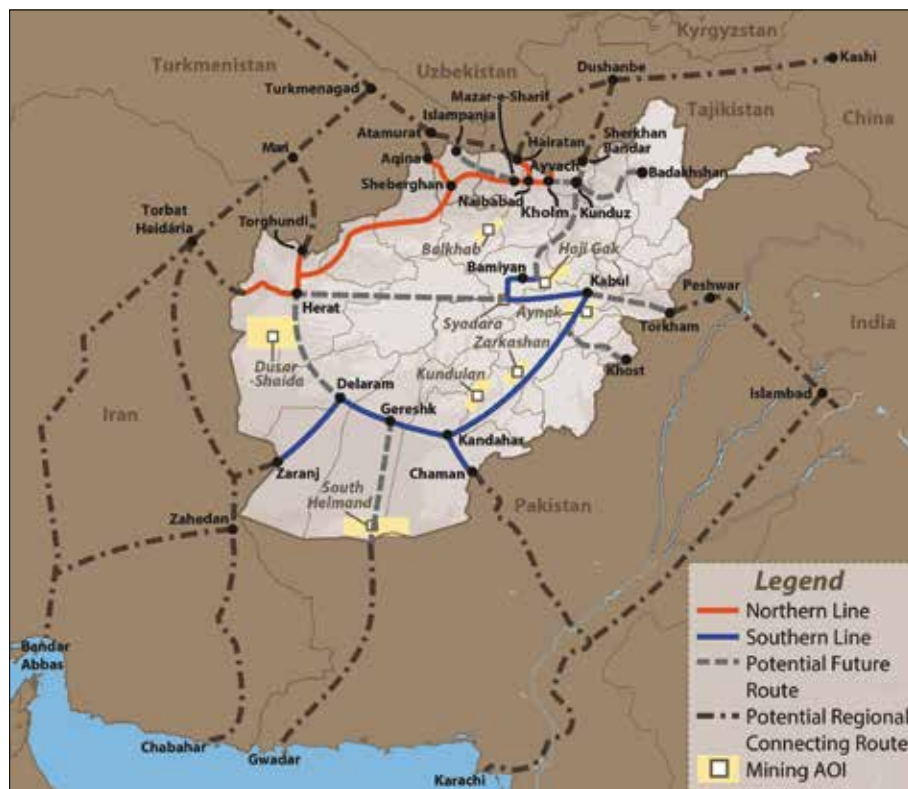 Kyrgyzstan
Kashi
Turkmenistan
Uzbekistan
Dushanbe
Turkmenagad
Mazar-e-Sharif
Islampanja
Tajikistan
China
Atamurat
Hairatan
Sherkhan
Bandar
Aqina
Ayvach
Mari
Badakhshan
Sheberghan
Naibabad
Kholm
Kunduz
Torbat
Haidaria
Torghundi
Balkhab
Haji Gak
Bamiyan
Kabul
Peshwar
Herat
Syadara
Aynak
Torkham
India
Zarkashan
Dusar
-Shaida
Khost
Kundulan
Delaram
Islambad
Iran
Gereshk
Kandahar
Zaranj
Chaman
South
Helmand
Pakistan
Zahedan
Bandar
Abbas
Chabahar
Gwadar
Karachi
Legend
Northern Line
Southern Line
Potential Future
Route
Potential Regional
Connecting Route
Mining AOI